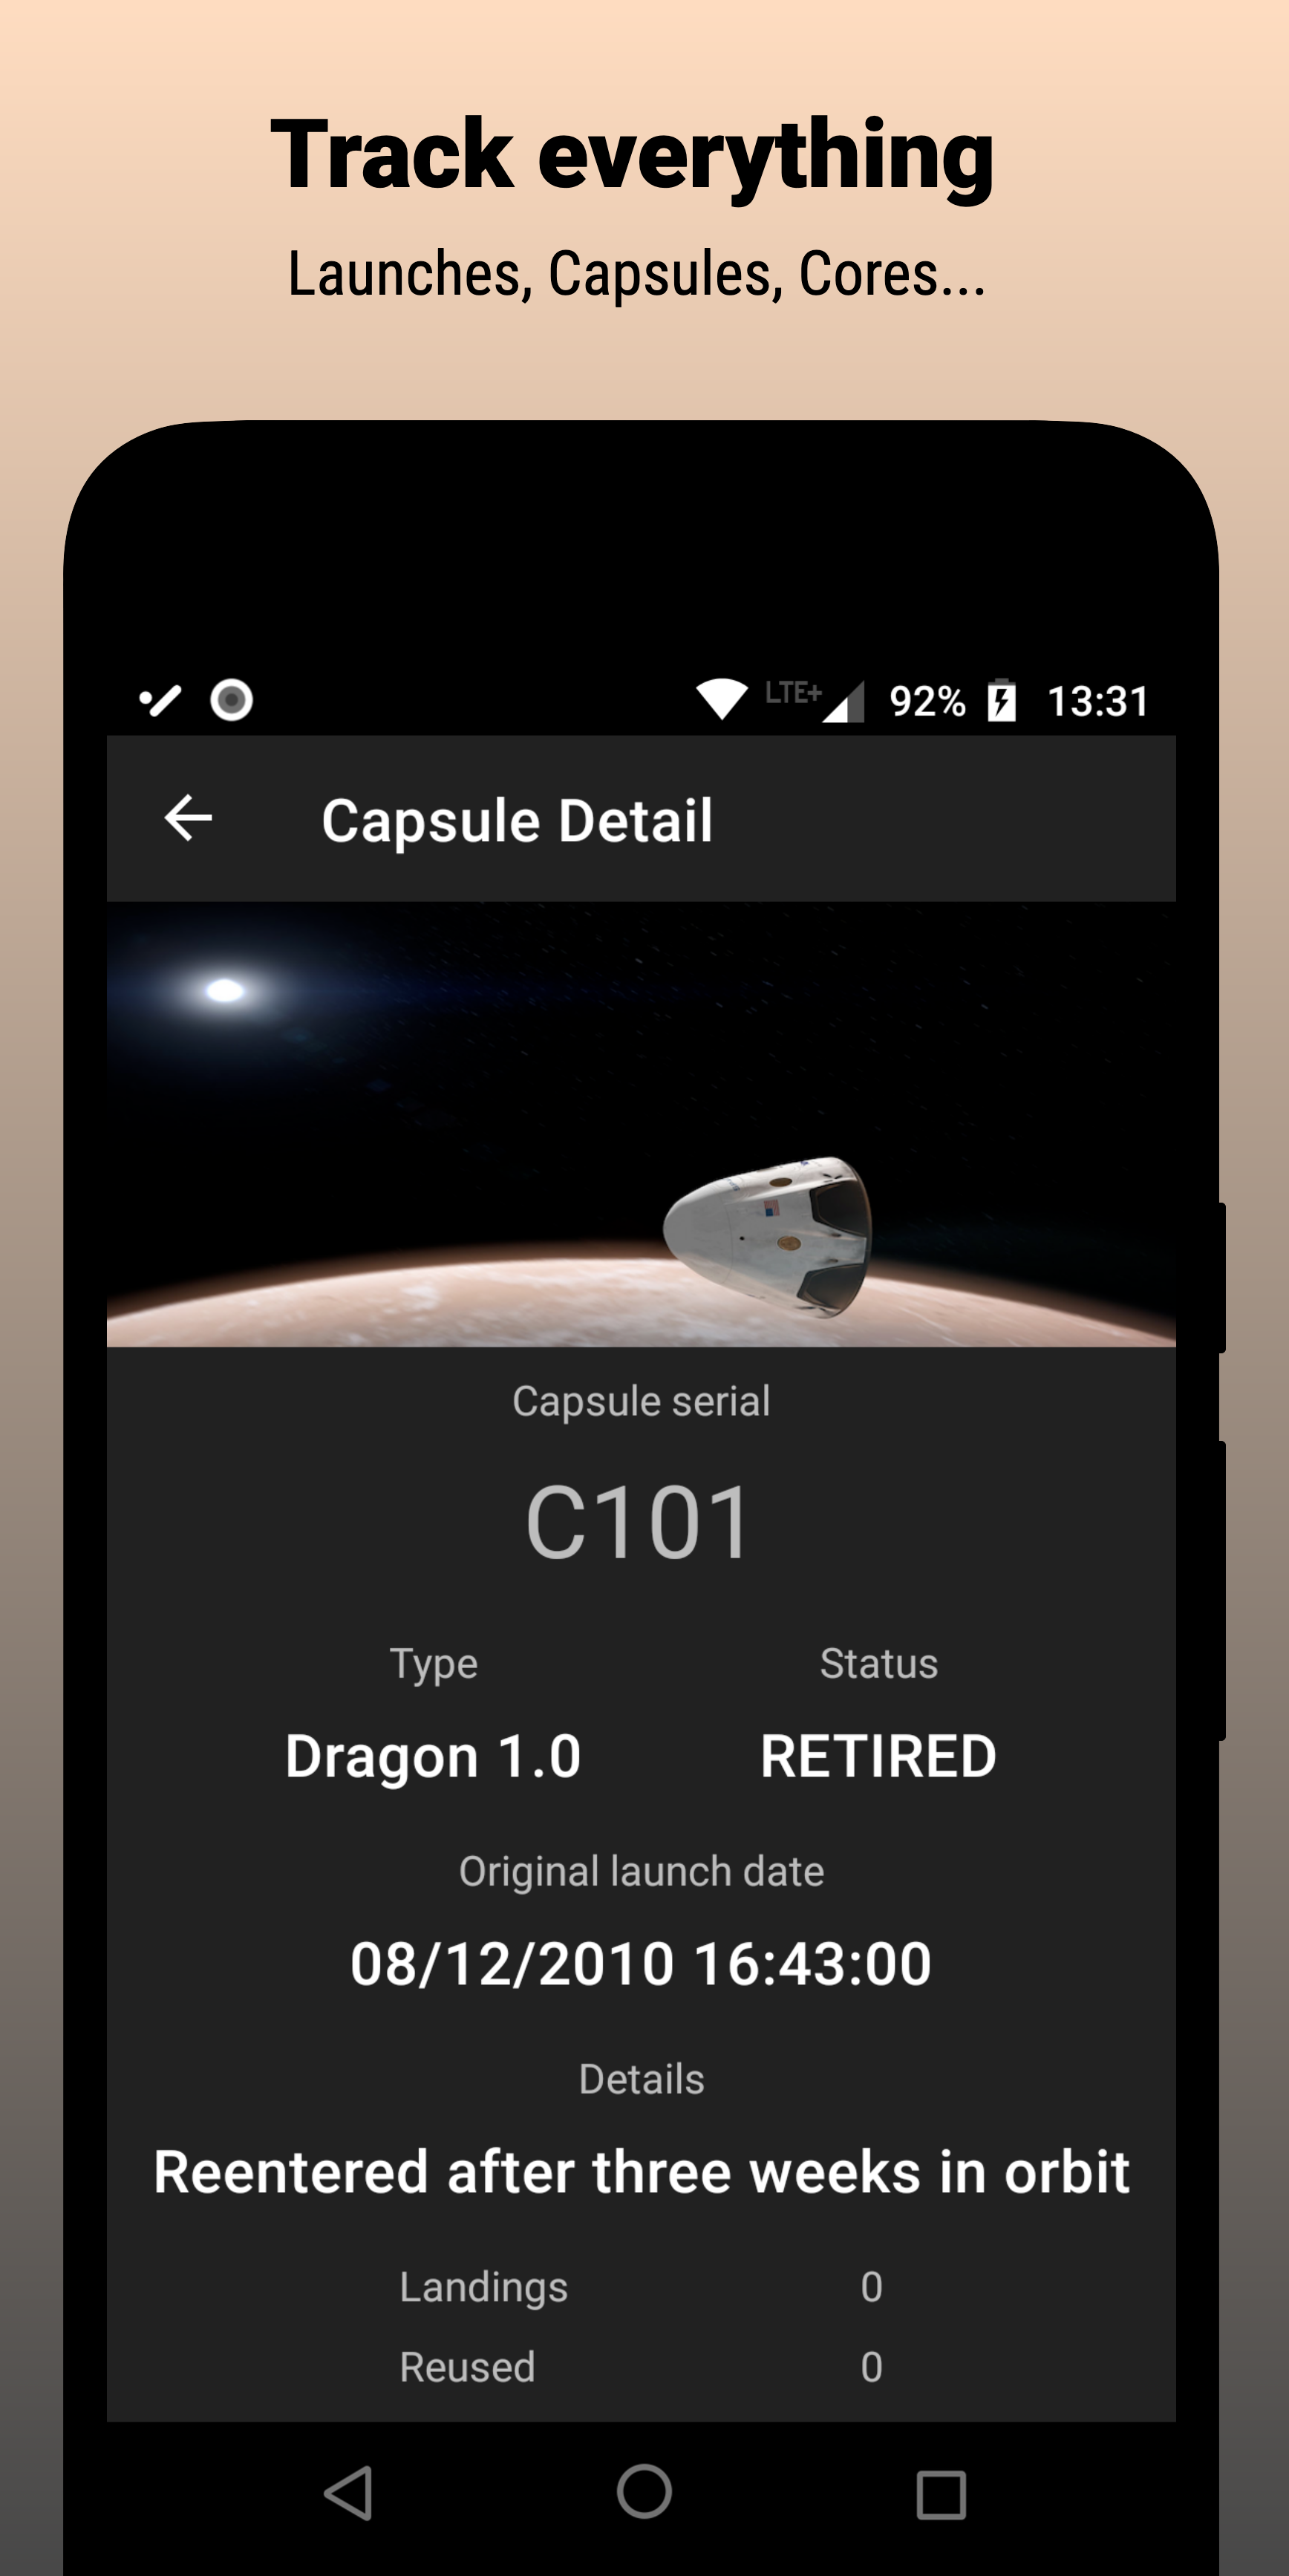 Track everything
Launches, Capsules, Cores...
LTE+ 92% 13:31
Capsule Detail
Capsule serial
C101
Type Status
Dragon 1.0 RETIRED
Original launch date
08/12/2010 16:43:00
Details
Reentered after three weeks in orbit
Landings 0
Reused 0